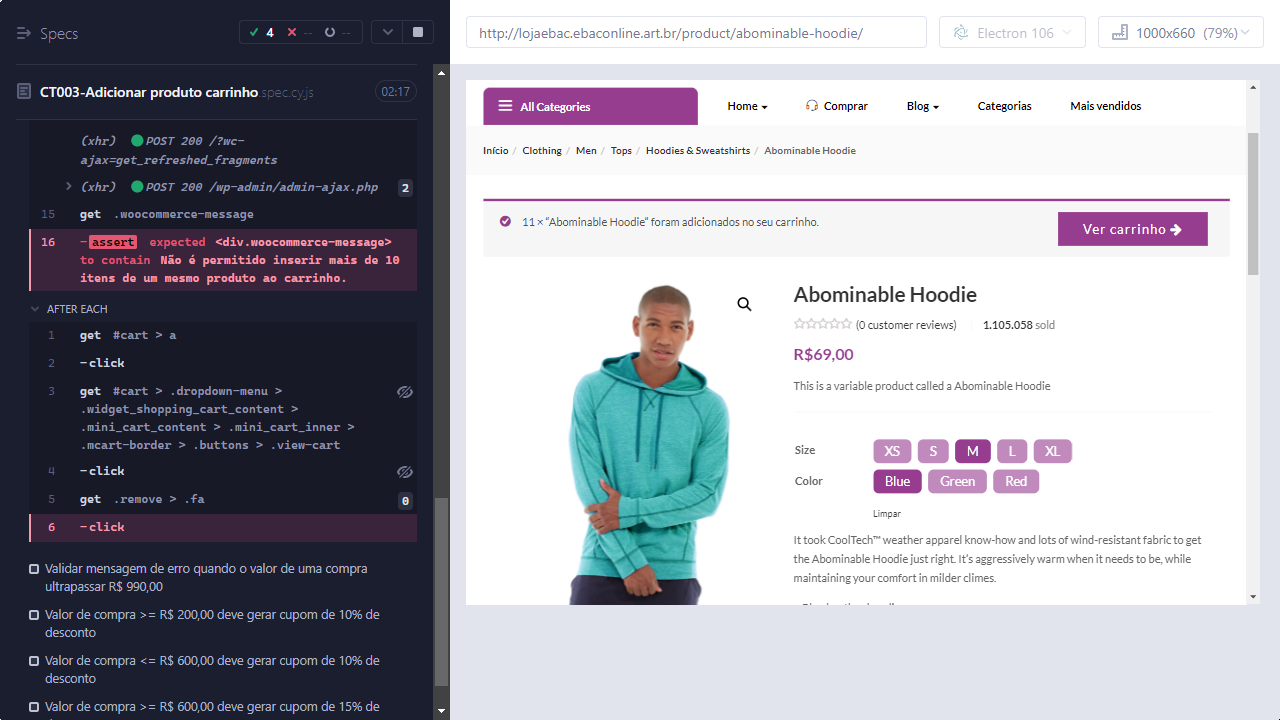 Specs
4
--
--
CT003-Adicionar produto carrinho.spec.cy.js
02:17
(xhr) POST 200 /?wc-
ajax=get_refreshed_fragments
(xhr) POST 200 /wp-admin/admin-ajax.php
2
15 get .woocommerce-message
16 -assert expected <div.woocommerce-message>
to contain Não é permitido inserir mais de 10
itens de um mesmo produto ao carrinho.
AFTER EACH
1 get #cart > a
2 -click
3 get #cart > .dropdown-menu >
.widget_shopping_cart_content >
.mini_cart_content > .mini_cart_inner >
.mcart-border > .buttons > .view-cart
4 -click
5 get .remove > .fa
0
6 -click
Validar mensagem de erro quando o valor de uma compra
ultrapassar R$ 990,00
Valor de compra >= R$ 200,00 deve gerar cupom de 10% de
desconto
Valor de compra <= R$ 600,00 deve gerar cupom de 10% de
desconto
Valor de compra >= R$ 600,00 deve gerar cupom de 15% de
http://lojaebac.ebaconline.art.br/product/abominable-hoodie/
Electron 106
1000x660 (79%)
All Categories
Home
Comprar
Blog
Categorias
Mais vendidos
Início / Clothing / Men / Tops / Hoodies & Sweatshirts / Abominable Hoodie
11 × “Abominable Hoodie” foram adicionados no seu carrinho.
Ver carrinho
Abominable Hoodie
(0 customer reviews)
1.105.058 sold
R$69,00
This is a variable product called a Abominable Hoodie
Size
XS
S
M
L
XL
Color
Blue
Green
Red
Limpar
It took CoolTech™ weather apparel know-how and lots of wind-resistant fabric to get
the Abominable Hoodie just right. It’s aggressively warm when it needs to be, while
maintaining your comfort in milder climes.